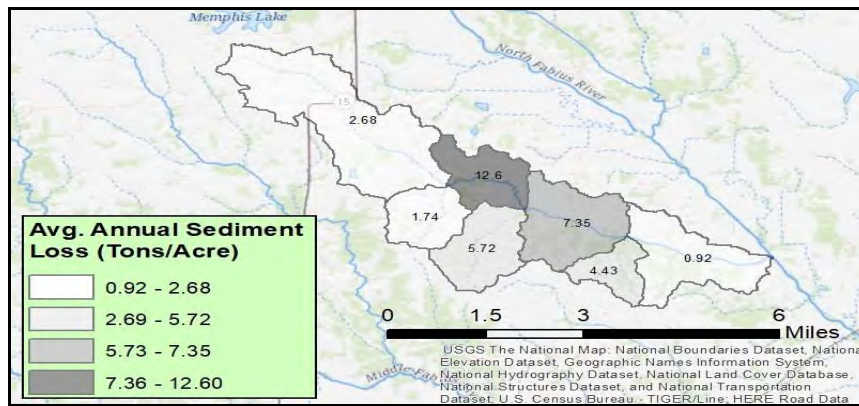 Memphis Lake
North Fabius River
15
2.68
12.6
1.74
7.35
5.72
0.92
4.43
Avg. Annual Sediment
Loss (Tons/Acre)
0.92 - 2.68
2.69 - 5.72
5.73 - 7.35
7.36 - 12.60
0 1.5 3 6
Miles
Middle Fabius
USGS The National Map: National Boundaries Dataset, Nationa
Elevation Dataset, Geographic Names Information System,
National Hydrography Dataset, National Land Cover Database,
National Structures Dataset, and National Transportation
Dataset; U.S. Census Bureau - TIGER/Line; HERE Road Data